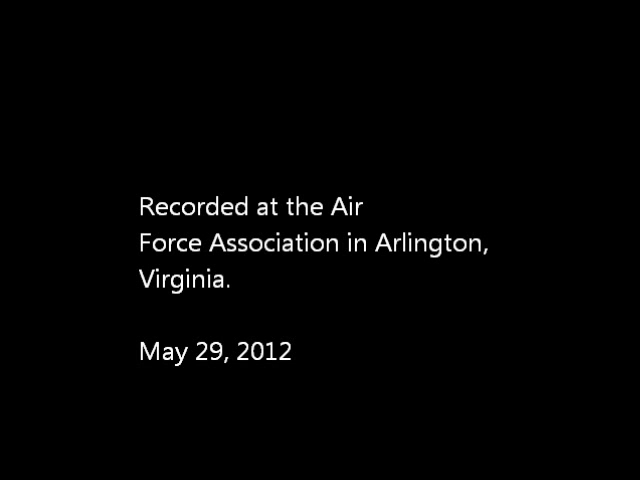 Recorded at the Air
Force Association in Arlington,
Virginia.
May 29, 2012